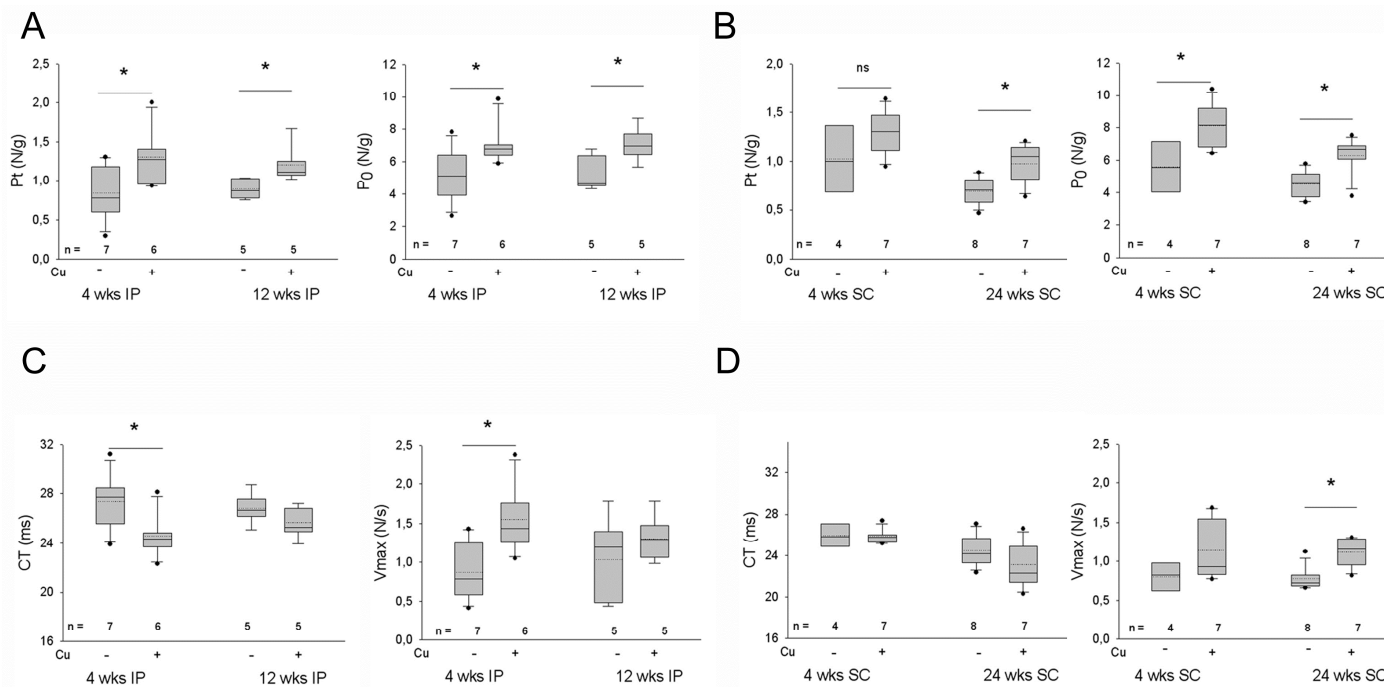 A
B
2,5
2,0
1,5
1,0
0,5
0,0
Pt (N/g)
* *
n = 7 6 5 5
Cu - + - +
4 wks IP 12 wks IP
12
10
8
6
4
2
0
P0 (N/g)
* *
n = 7 6 5 5
Cu - + - +
4 wks IP 12 wks IP
2,0
1,5
1,0
0,5
0,0
Pt (N/g)
ns *
n = 4 7 8 7
Cu - + - +
4 wks SC 24 wks SC
12
10
8
6
4
2
0
P0 (N/g)
* *
n = 4 7 8 7
Cu - + - +
4 wks SC 24 wks SC
C
D
32
28
24
20
16
CT (ms)
*
n = 7 6 5 5
Cu - + - +
4 wks IP 12 wks IP
2,5
2,0
1,5
1,0
0,5
0,0
Vmax (N/s)
*
n = 7 6 5 5
Cu - + - +
4 wks IP 12 wks IP
32
28
24
20
16
CT (ms)
n = 4 7 8 7
Cu - + - +
4 wks SC 24 wks SC
2,5
2,0
1,5
1,0
0,5
0,0
Vmax (N/s)
*
n = 4 7 8 7
Cu - + - +
4 wks SC 24 wks SC